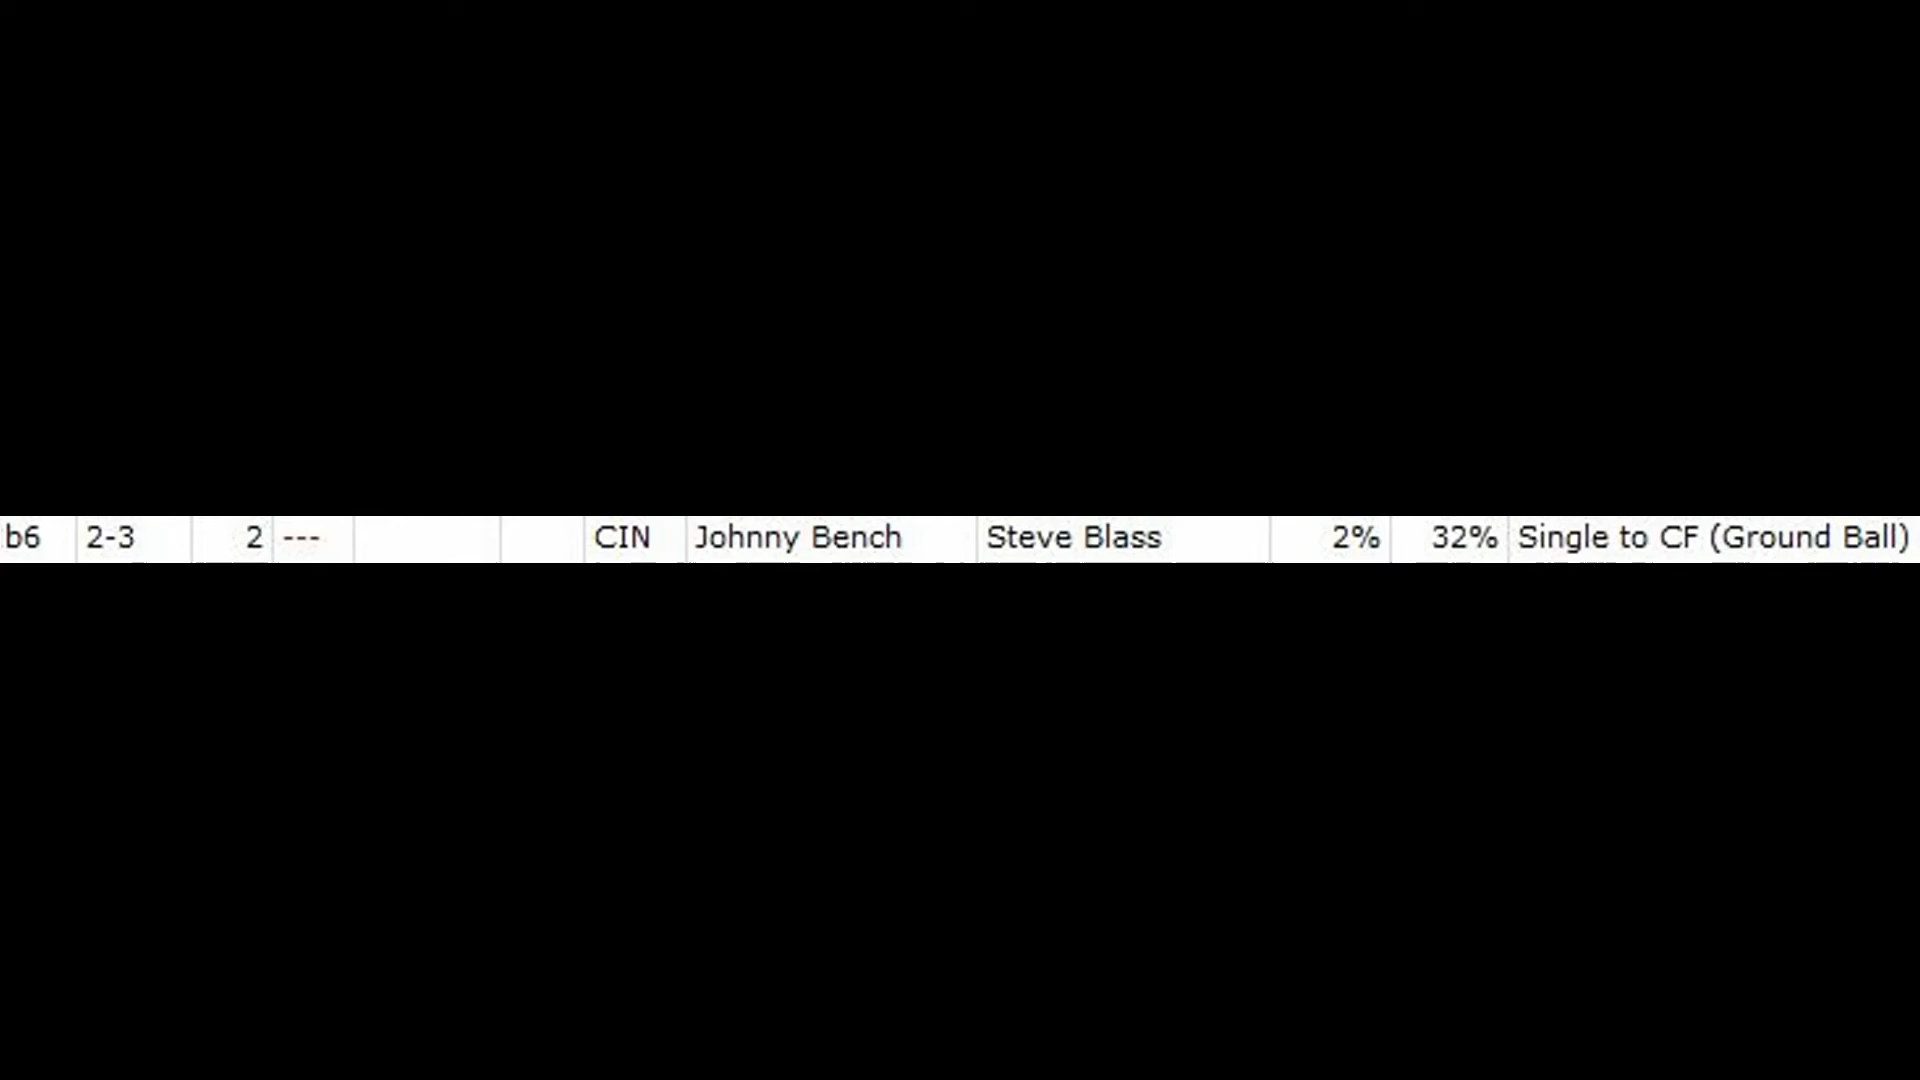 b6 2-3 2 --- CIN Johnny Bench Steve Blass 2% 32% Single to CF (Ground Ball)